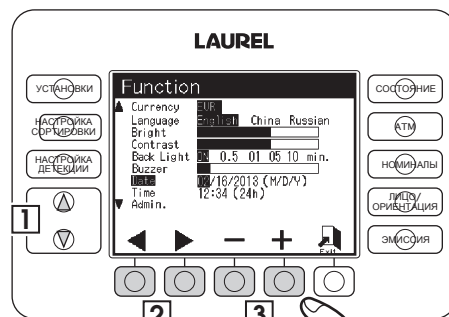 LAUREL
УСТАНОВКИ
НАСТРОЙКА
СОРТИРОВКИ
НАСТРОЙКА
ДЕТЕКЦИИ
1
Function
Currency EUR
Language English China Russian
Bright
Contrast
Back Light ON 0.5 01 05 10 min.
Buzzer
Date 02/16/2013 (M/D/Y)
Time 12:34 (24h)
Admin.
Exit
СОСТОЯНИЕ
АТМ
НОМИНАЛЫ
ЛИЦО/
ОРИЕНТАЦИЯ
ЭМИССИЯ
2
3